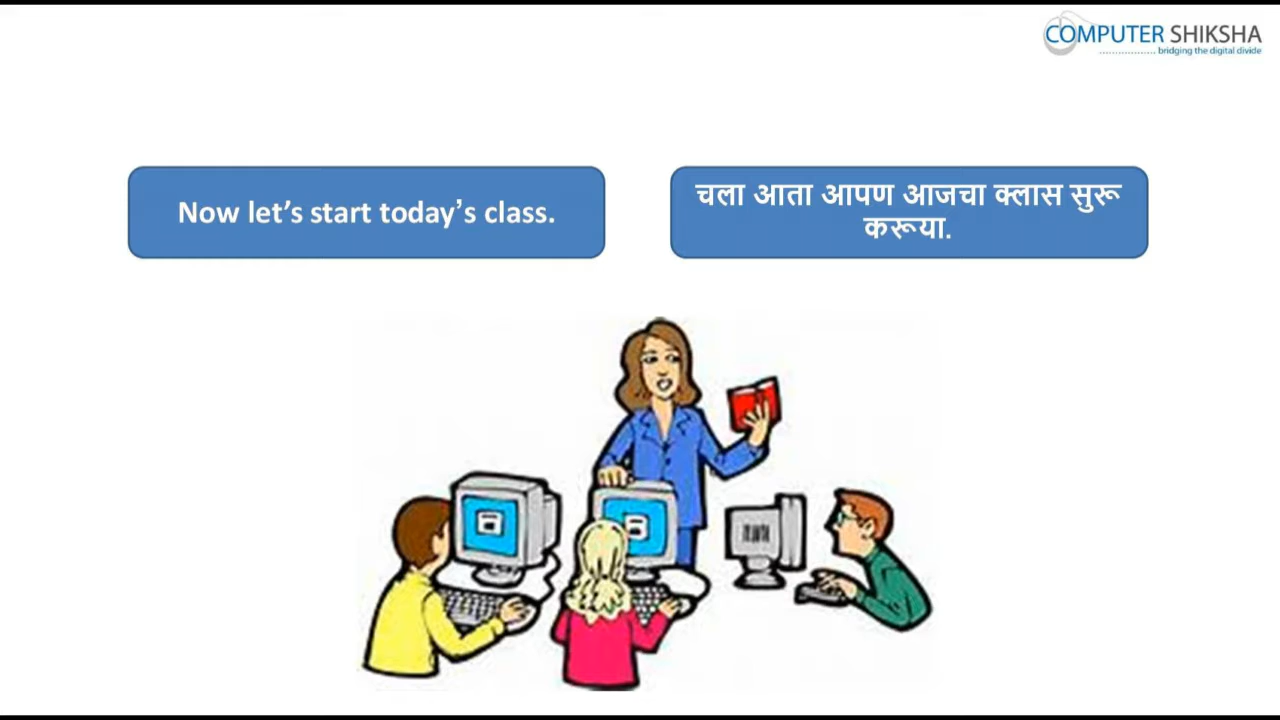 COMPUTER SHIKSHA
.................. bridging the digital divide
Now let’s start today’s class.
चला आता आपण आजचा क्लास सुरू
करूया.